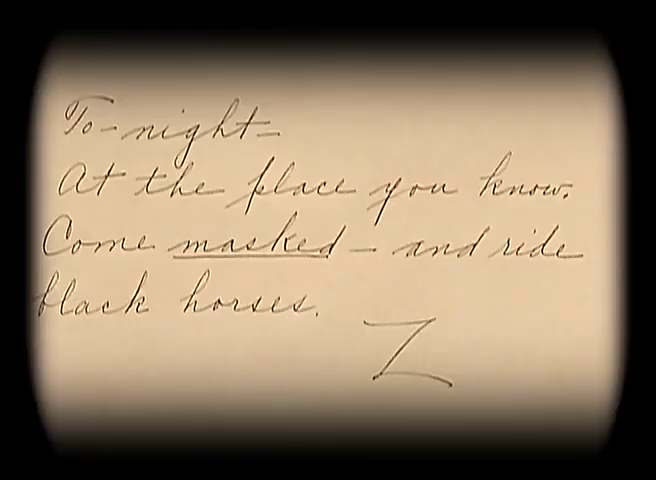 To-night-
At the place you know.
Come masked - and ride
black horses.
Z